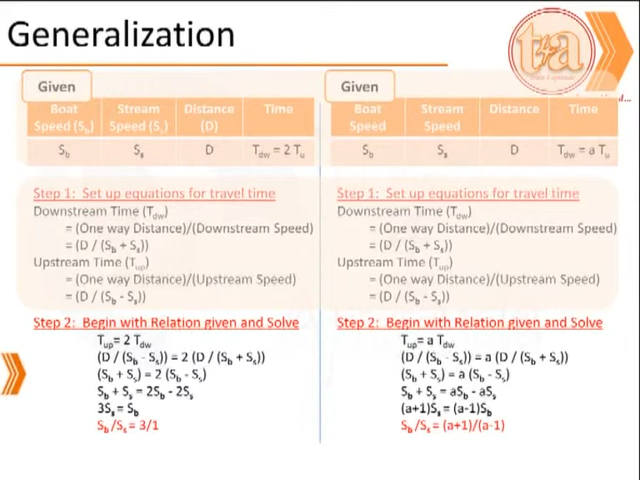 Generalization
t4a
Given
Boat Speed (Sb) Stream Speed (Ss) Distance (D) Time
Sb Ss D Tdw = 2 Tu
Step 1: Set up equations for travel time
Downstream Time (Tdw)
= (One way Distance)/(Downstream Speed)
= (D / (Sb + Ss))
Upstream Time (Tup)
= (One way Distance)/(Upstream Speed)
= (D / (Sb - Ss))
Step 2: Begin with Relation given and Solve
Tup= 2 Tdw
(D / (Sb - Ss)) = 2 (D / (Sb + Ss))
(Sb + Ss) = 2 (Sb - Ss)
Sb + Ss = 2Sb - 2Ss
3Ss = Sb
Sb/Ss = 3/1
Given
Boat Speed Stream Speed Distance Time
Sb Ss D Tdw = a Tu
Step 1: Set up equations for travel time
Downstream Time (Tdw)
= (One way Distance)/(Downstream Speed)
= (D / (Sb + Ss))
Upstream Time (Tup)
= (One way Distance)/(Upstream Speed)
= (D / (Sb - Ss))
Step 2: Begin with Relation given and Solve
Tup= a Tdw
(D / (Sb - Ss)) = a (D / (Sb + Ss))
(Sb + Ss) = a (Sb - Ss)
Sb + Ss = aSb - aSs
(a+1)Ss = (a-1)Sb
Sb/Ss = (a+1)/(a-1)